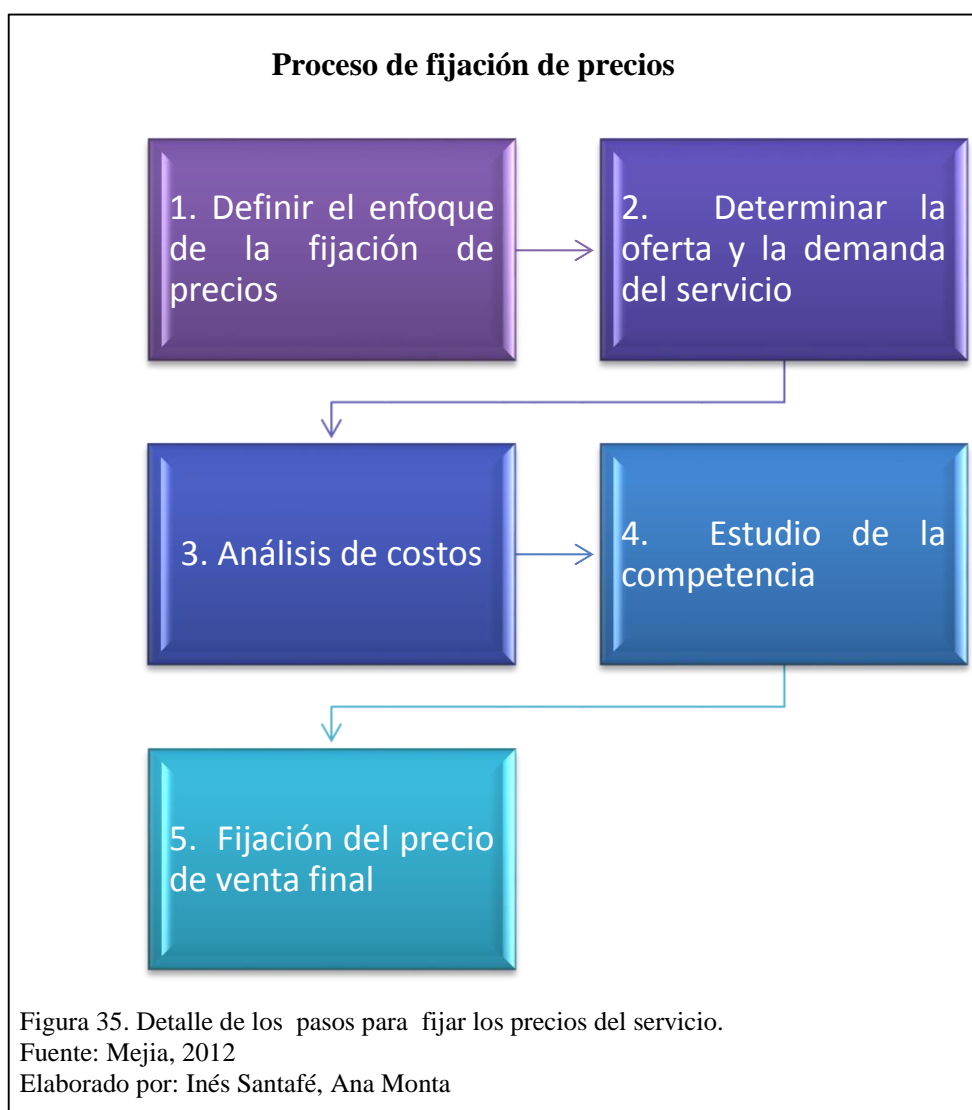 Proceso de fijación de precios
1. Definir el enfoque
de la fijación de
precios
2. Determinar la
oferta y la demanda
del servicio
3. Análisis de costos
4. Estudio de la
competencia
5. Fijación del precio
de venta final
Figura 35. Detalle de los pasos para fijar los precios del servicio.
Fuente: Mejia, 2012
Elaborado por: Inés Santafé, Ana Monta